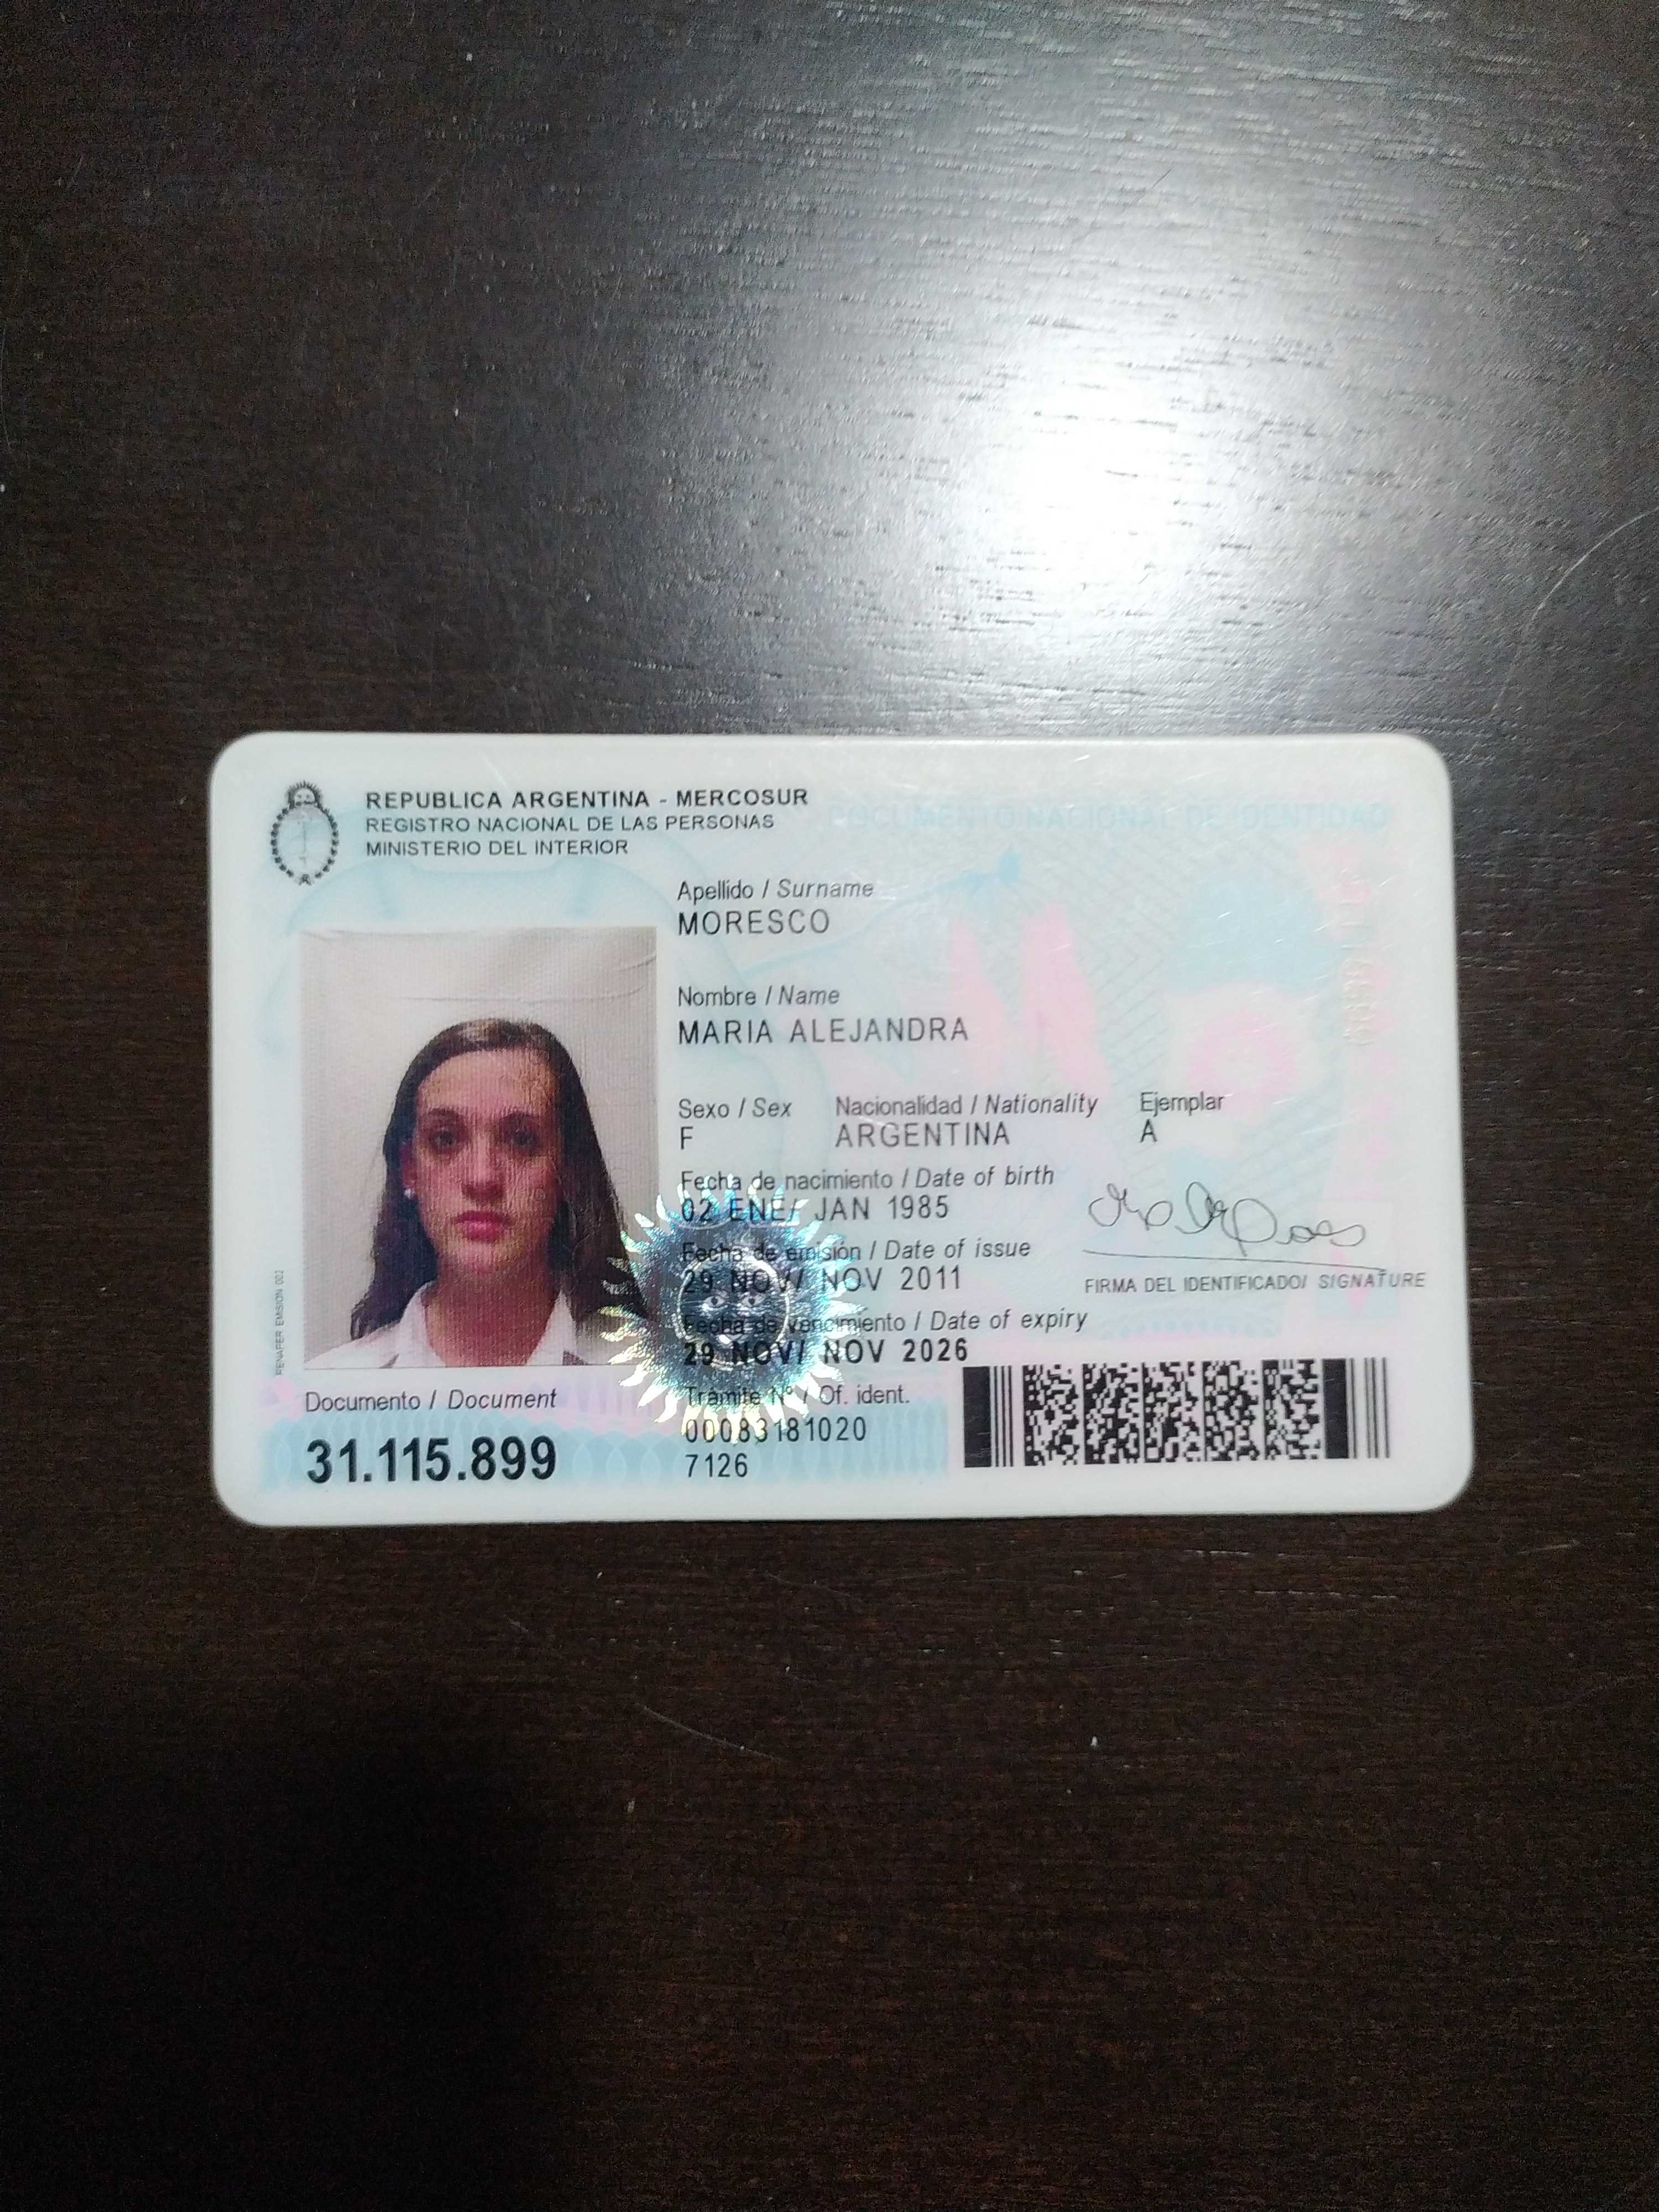 REPUBLICA ARGENTINA - MERCOSUR
REGISTRO NACIONAL DE LAS PERSONAS
MINISTERIO DEL INTERIOR
DOCUMENTO NACIONAL DE IDENTIDAD
Apellido / Surname
MORESCO
Nombre / Name
MARIA ALEJANDRA
Sexo / Sex Nacionalidad / Nationality Ejemplar
F ARGENTINA A
Fecha de nacimiento / Date of birth
02 ENE/ JAN 1985
Fecha de emisión / Date of issue
29 NOV/ NOV 2011
FIRMA DEL IDENTIFICADO/ SIGNATURE
Fecha de vencimiento / Date of expiry
29 NOV/ NOV 2026
Documento / Document
31.115.899
Trámite Nº / Of. ident.
00083181020
7126